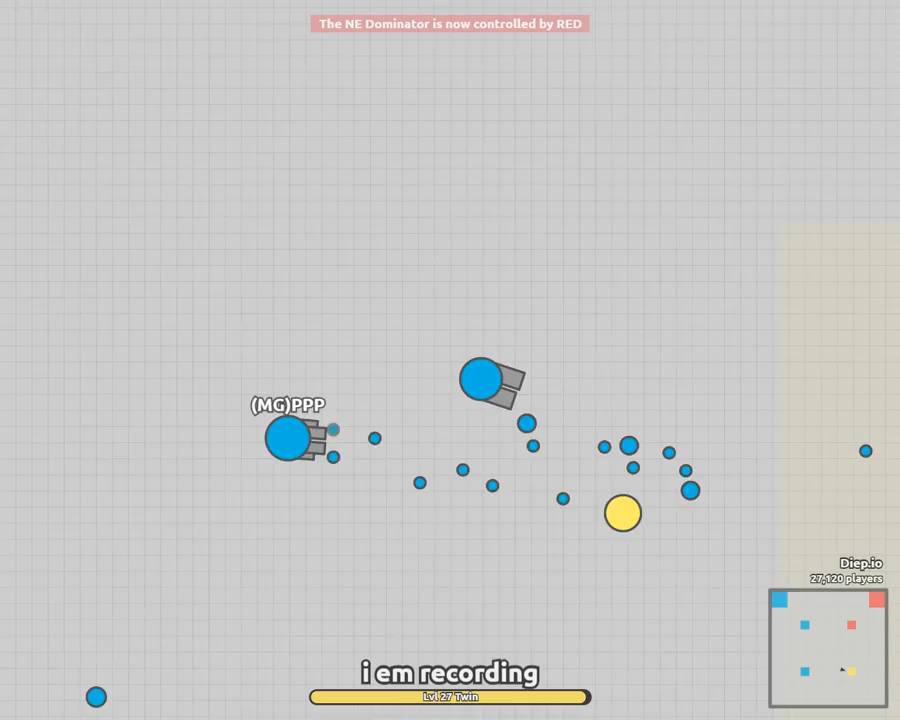 The NE Dominator is now controlled by RED
(MG)PPP
Diep.io
27,120 players
i em recording
Lvl 27 Twin